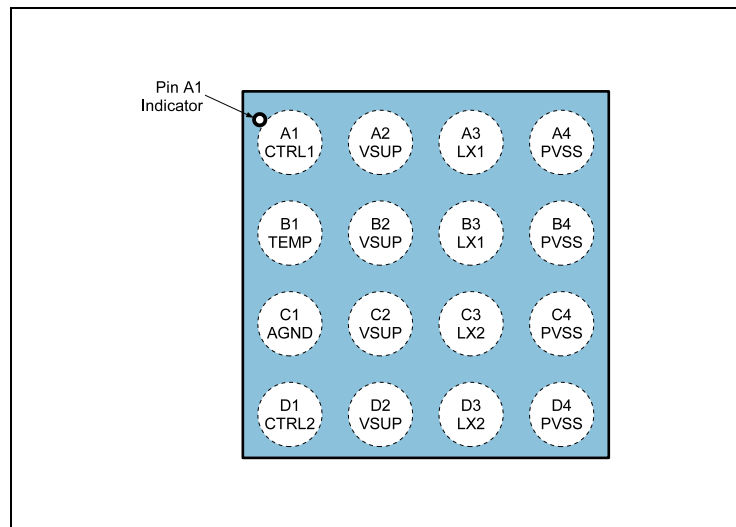 Pin A1
Indicator
A1 A2 A3 A4
CTRL1 VSUP LX1 PVSS
B1 B2 B3 B4
TEMP VSUP LX1 PVSS
C1 C2 C3 C4
AGND VSUP LX2 PVSS
D1 D2 D3 D4
CTRL2 VSUP LX2 PVSS